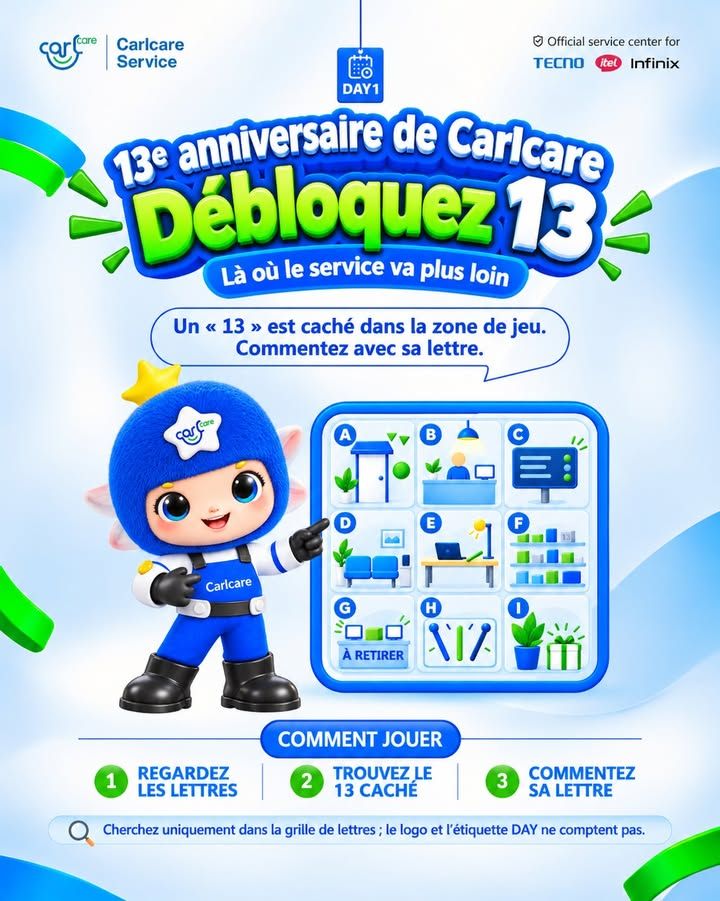 carlcare
Carlcare
Service
Official service center for
TECNO itel Infinix
DAY1
13e anniversaire de Carlcare
Débloquez 13
Là où le service va plus loin
Un « 13 » est caché dans la zone de jeu.
Commentez avec sa lettre.
carlcare
Carlcare
A
B
C
D
E
F
13
G
À RETIRER
H
I
COMMENT JOUER
1 REGARDEZ
LES LETTRES
2 TROUVEZ LE
13 CACHÉ
3 COMMENTEZ
SA LETTRE
Cherchez uniquement dans la grille de lettres ; le logo et l'étiquette DAY ne comptent pas.